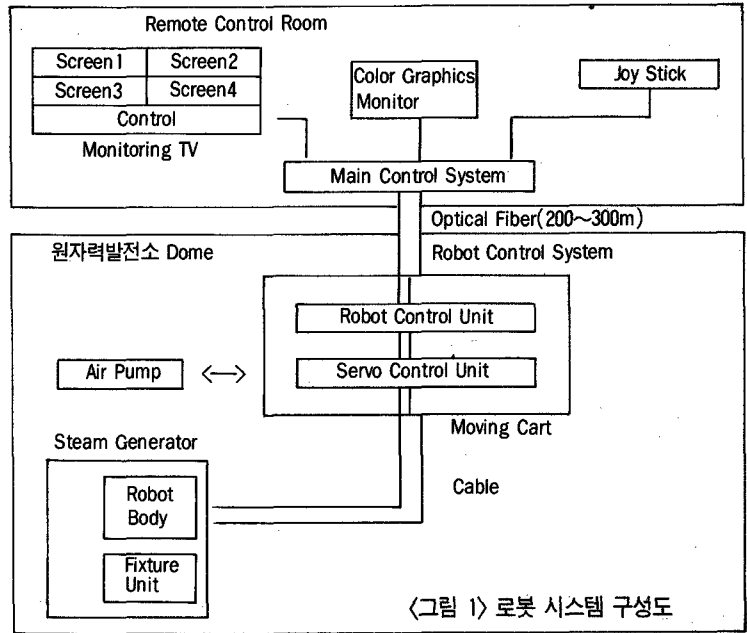 Remote Control Room
Screen1 Screen2
Screen3 Screen4
Control
Monitoring TV
Color Graphics
Monitor
Joy Stick
Main Control System
Optical Fiber(200～300m)
원자력발전소 Dome
Robot Control System
Robot Control Unit
Air Pump
Servo Control Unit
Moving Cart
Steam Generator
Cable
Robot
Body
Fixture
Unit
〈그림 1〉 로봇 시스템 구성도